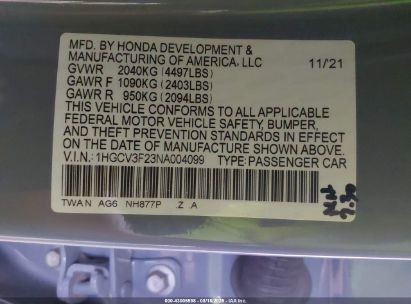 MFD. BY HONDA DEVELOPMENT &
MANUFACTURING OF AMERICA, LLC 11/21
GVWR 2040KG (4497LBS)
GAWR F 1090KG (2403LBS)
GAWR R 950KG (2094LBS)
THIS VEHICLE CONFORMS TO ALL APPLICABLE
FEDERAL MOTOR VEHICLE SAFETY, BUMPER,
AND THEFT PREVENTION STANDARDS IN EFFECT
ON THE DATE OF MANUFACTURE SHOWN ABOVE.
V.I.N.: 1HGCV3F23NA004099 TYPE: PASSENGER CAR
TWA N AG6 NH877P .Z .A